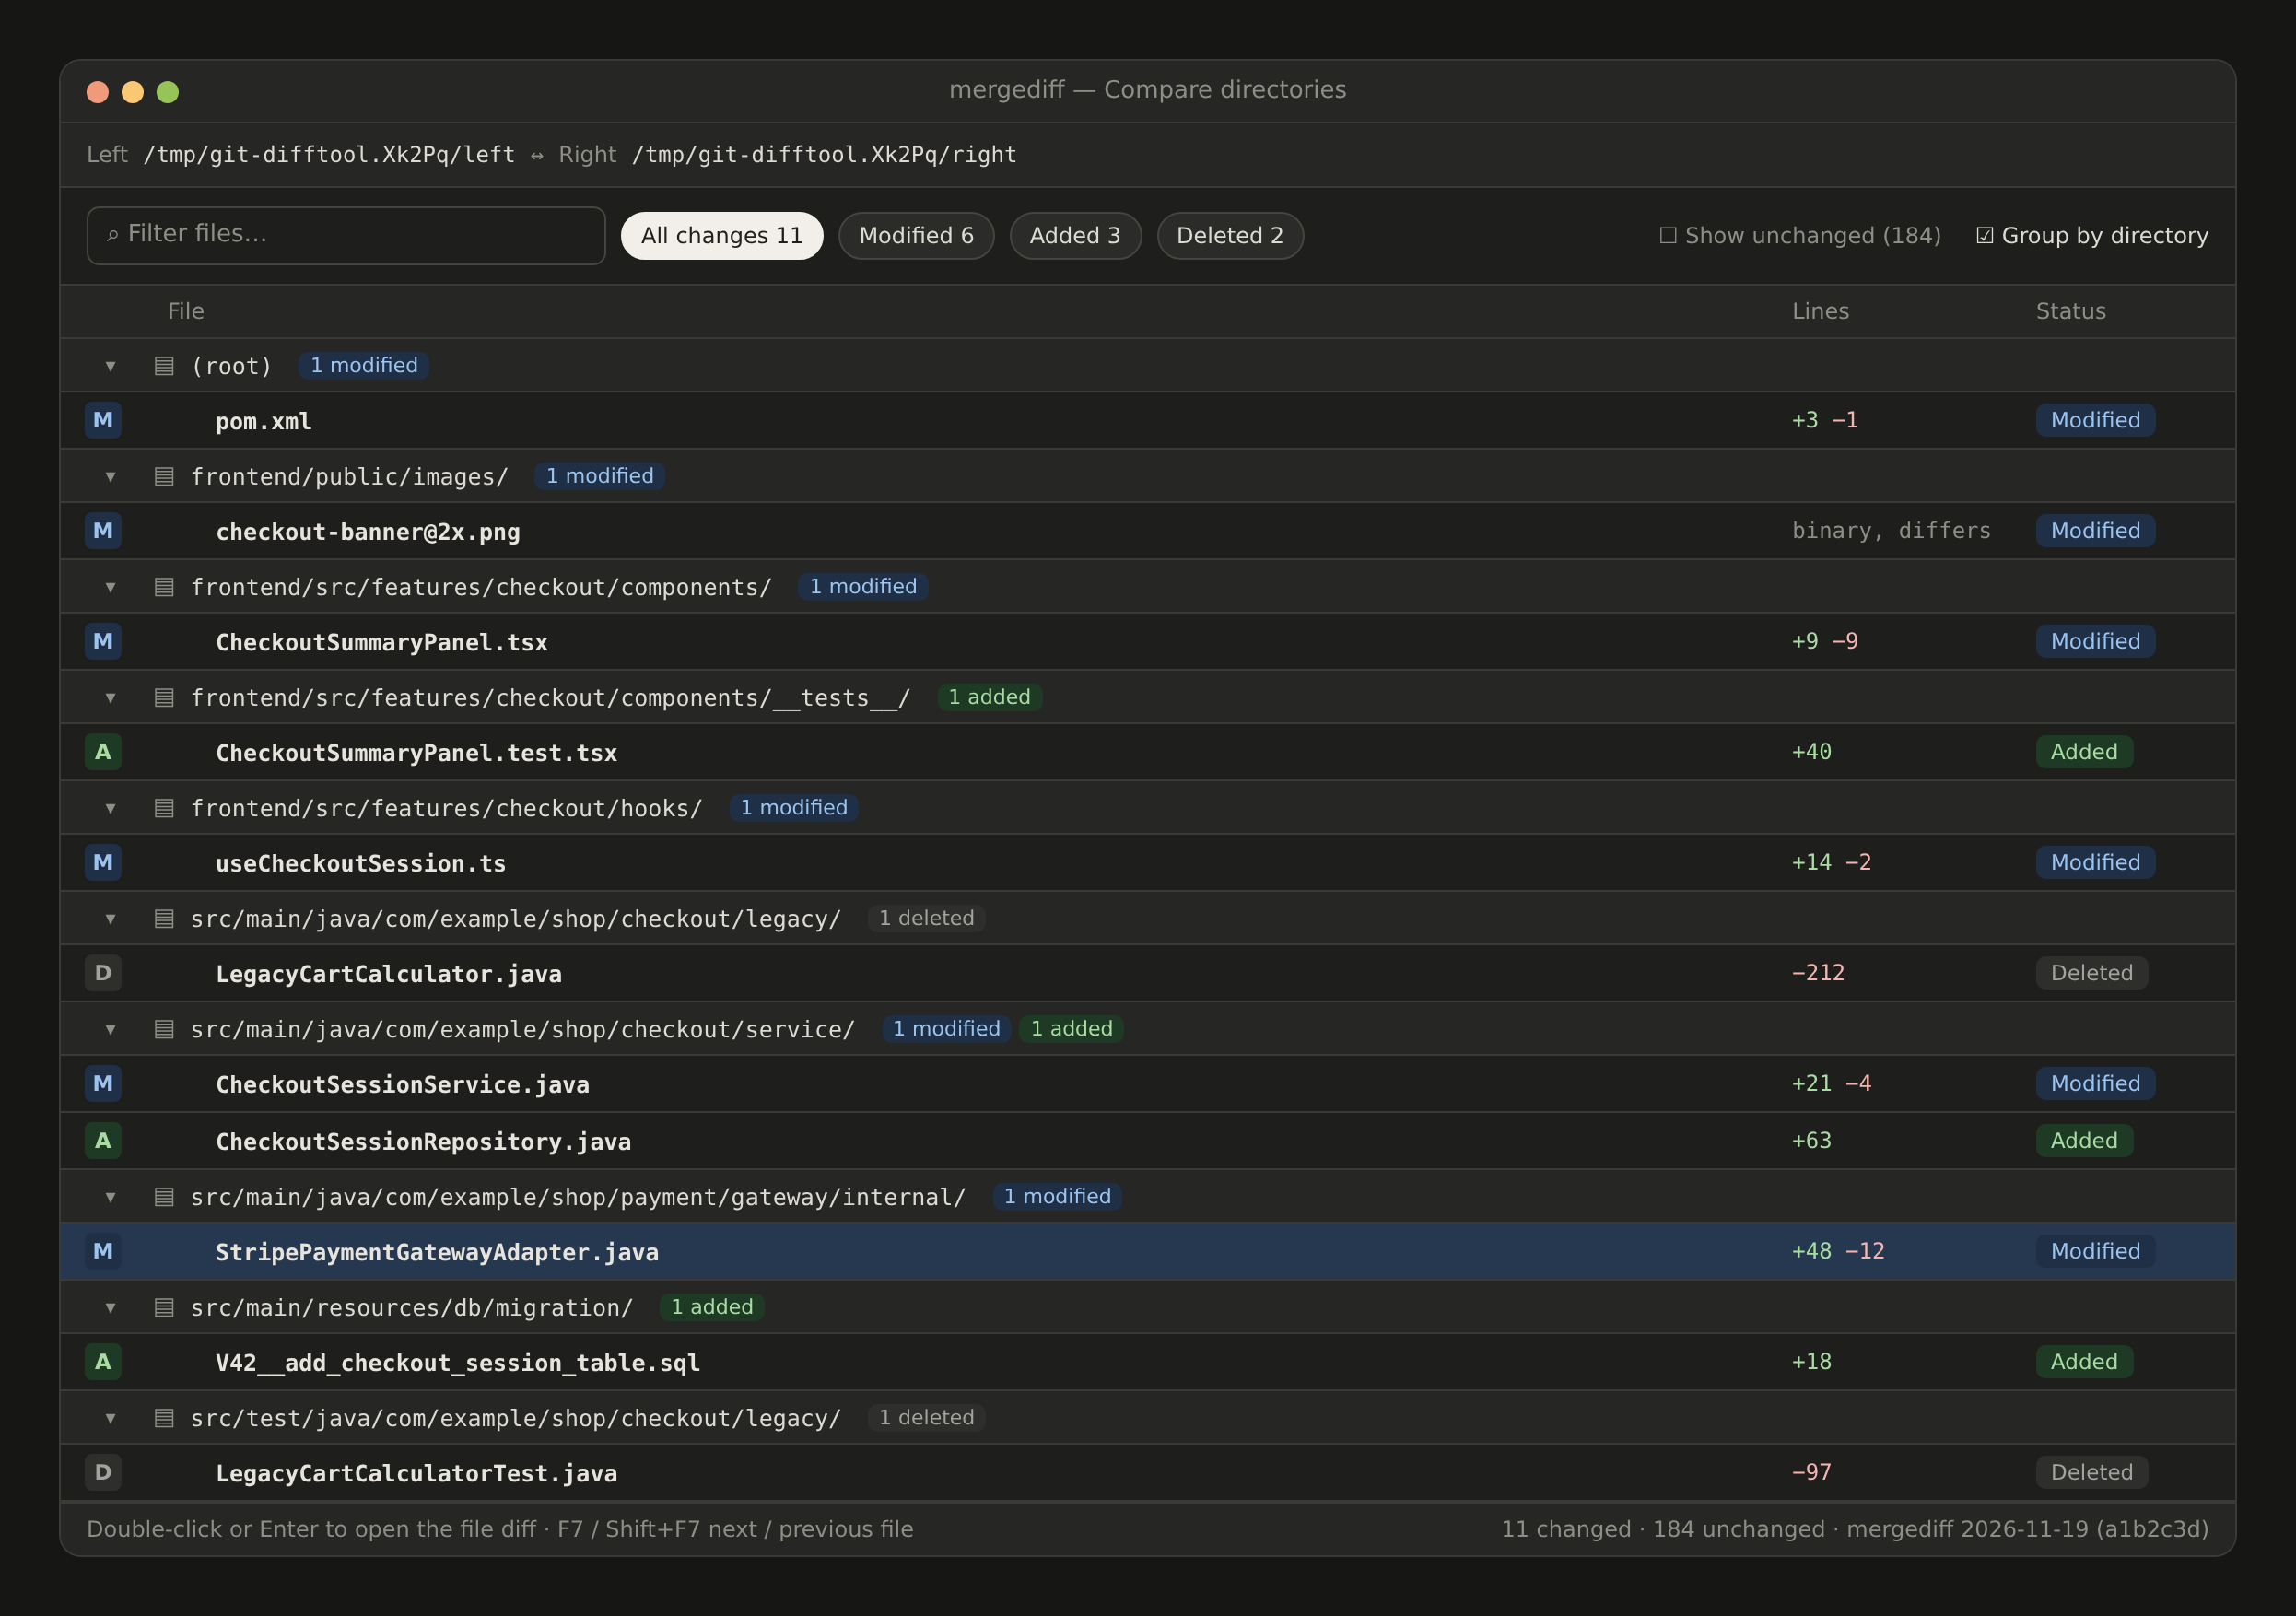 mergediff — Compare directories
Left /tmp/git-difftool.Xk2Pq/left ↔ Right /tmp/git-difftool.Xk2Pq/right
⌕ Filter files… All changes 11 Modified 6 Added 3 Deleted 2 ☐ Show unchanged (184) ☑ Group by directory
File Lines Status
▾ ▤ (root) 1 modified
M pom.xml +3 −1 Modified
▾ ▤ frontend/public/images/ 1 modified
M checkout-banner@2x.png binary, differs Modified
▾ ▤ frontend/src/features/checkout/components/ 1 modified
M CheckoutSummaryPanel.tsx +9 −9 Modified
▾ ▤ frontend/src/features/checkout/components/__tests__/ 1 added
A CheckoutSummaryPanel.test.tsx +40 Added
▾ ▤ frontend/src/features/checkout/hooks/ 1 modified
M useCheckoutSession.ts +14 −2 Modified
▾ ▤ src/main/java/com/example/shop/checkout/legacy/ 1 deleted
D LegacyCartCalculator.java −212 Deleted
▾ ▤ src/main/java/com/example/shop/checkout/service/ 1 modified 1 added
M CheckoutSessionService.java +21 −4 Modified
A CheckoutSessionRepository.java +63 Added
▾ ▤ src/main/java/com/example/shop/payment/gateway/internal/ 1 modified
M StripePaymentGatewayAdapter.java +48 −12 Modified
▾ ▤ src/main/resources/db/migration/ 1 added
A V42__add_checkout_session_table.sql +18 Added
▾ ▤ src/test/java/com/example/shop/checkout/legacy/ 1 deleted
D LegacyCartCalculatorTest.java −97 Deleted
Double-click or Enter to open the file diff · F7 / Shift+F7 next / previous file 11 changed · 184 unchanged · mergediff 2026-11-19 (a1b2c3d)